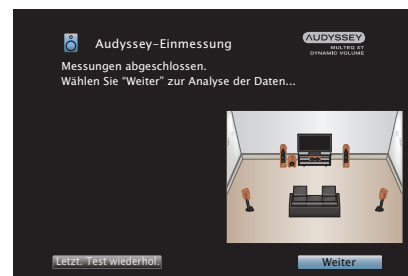 Audyssey-Einmessung
AUDYSSEY
MULTEQ XT
DYNAMIC VOLUME
Messungen abgeschlossen.
Wählen Sie “Weiter” zur Analyse der Daten...
Letzt. Test wiederhol.
Weiter